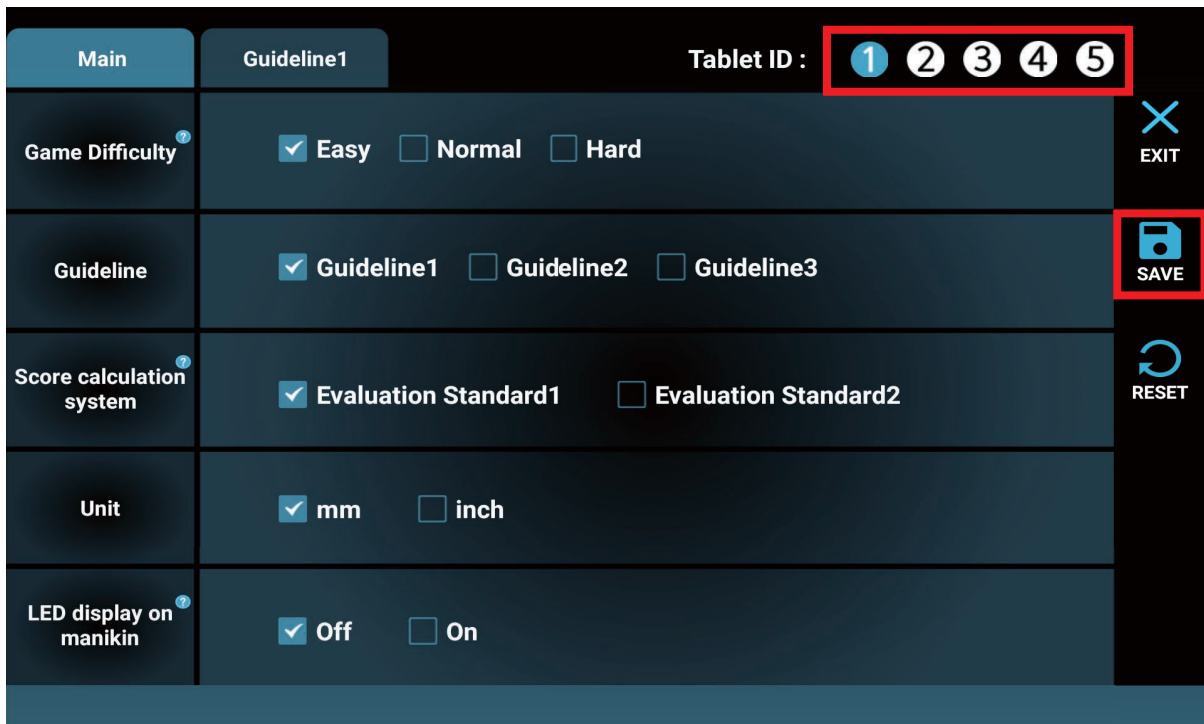 Main
Guideline1
Tablet ID : 1 2 3 4 5
EXIT
Game Difficulty ?
Easy Normal Hard
Guideline
Guideline1 Guideline2 Guideline3
SAVE
Score calculation ?
system
Evaluation Standard1 Evaluation Standard2
RESET
Unit
mm inch
LED display on ?
manikin
Off On